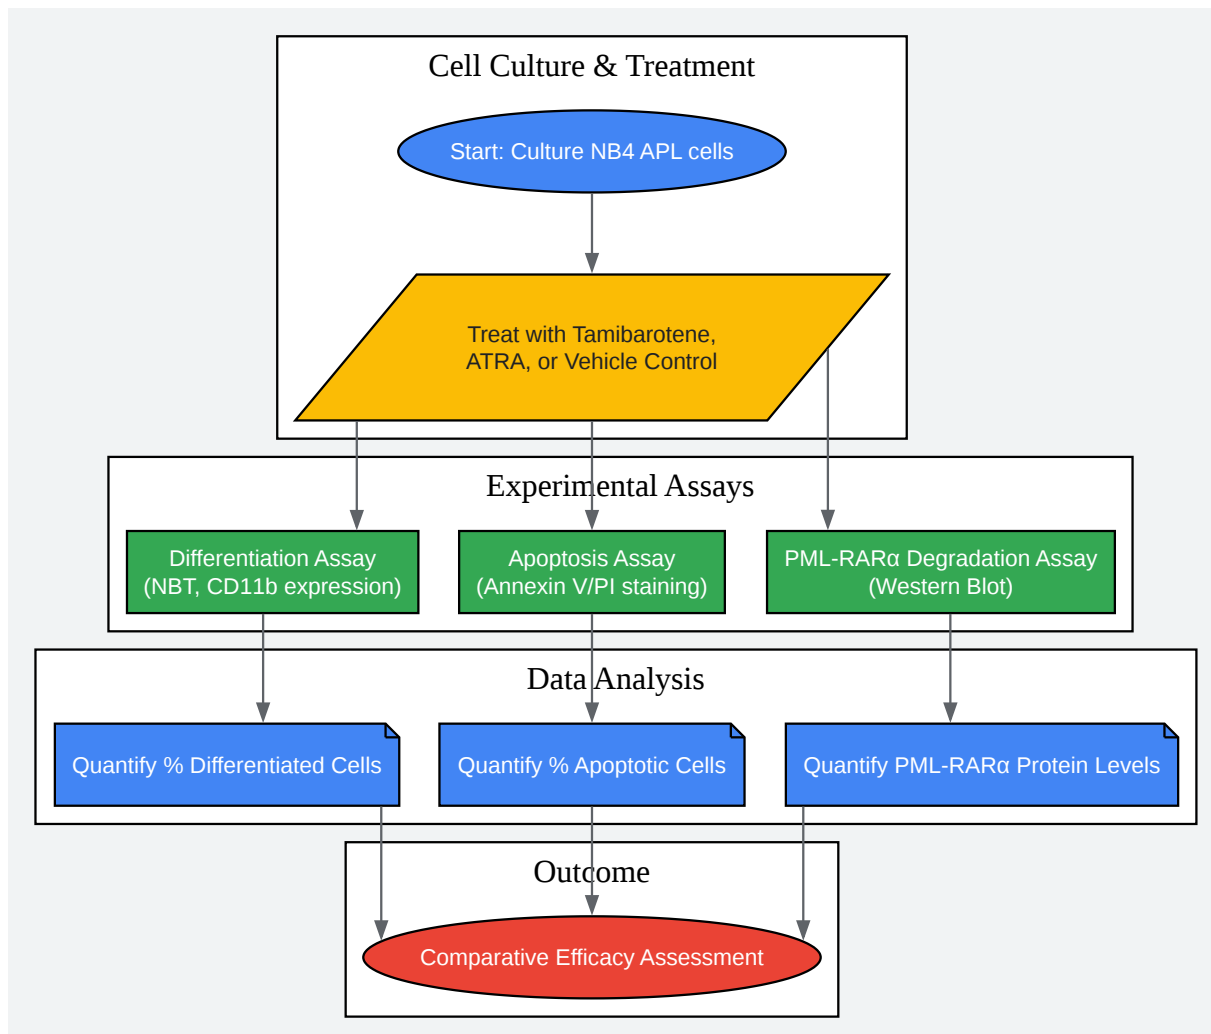 Cell Culture & Treatment
Start: Culture NB4 APL cells
Treat with Tamibarotene,
ATRA, or Vehicle Control
Experimental Assays
Differentiation Assay
(NBT, CD11b expression)
Apoptosis Assay
(Annexin V/PI staining)
PML-RARα Degradation Assay
(Western Blot)
Data Analysis
Quantify % Differentiated Cells
Quantify % Apoptotic Cells
Quantify PML-RARα Protein Levels
Outcome
Comparative Efficacy Assessment